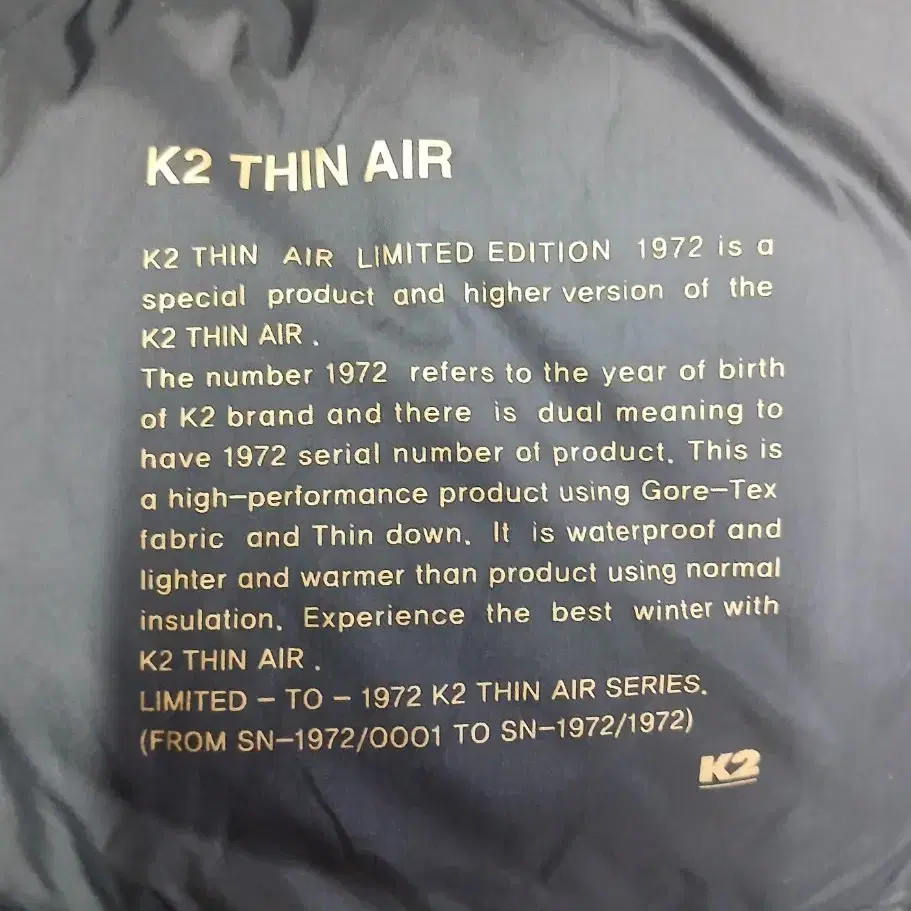 K2 THIN AIR
K2 THIN AIR LIMITED EDITION 1972 is a
special product and higher version of the
K2 THIN AIR .
The number 1972 refers to the year of birth
of K2 brand and there is dual meaning to
have 1972 serial number of product. This is
a high-performance product using Gore-Tex
fabric and Thin down. It is waterproof and
lighter and warmer than product using normal
insulation. Experience the best winter with
K2 THIN AIR .
LIMITED - TO - 1972 K2 THIN AIR SERIES.
(FROM SN-1972/0001 TO SN-1972/1972)
K2